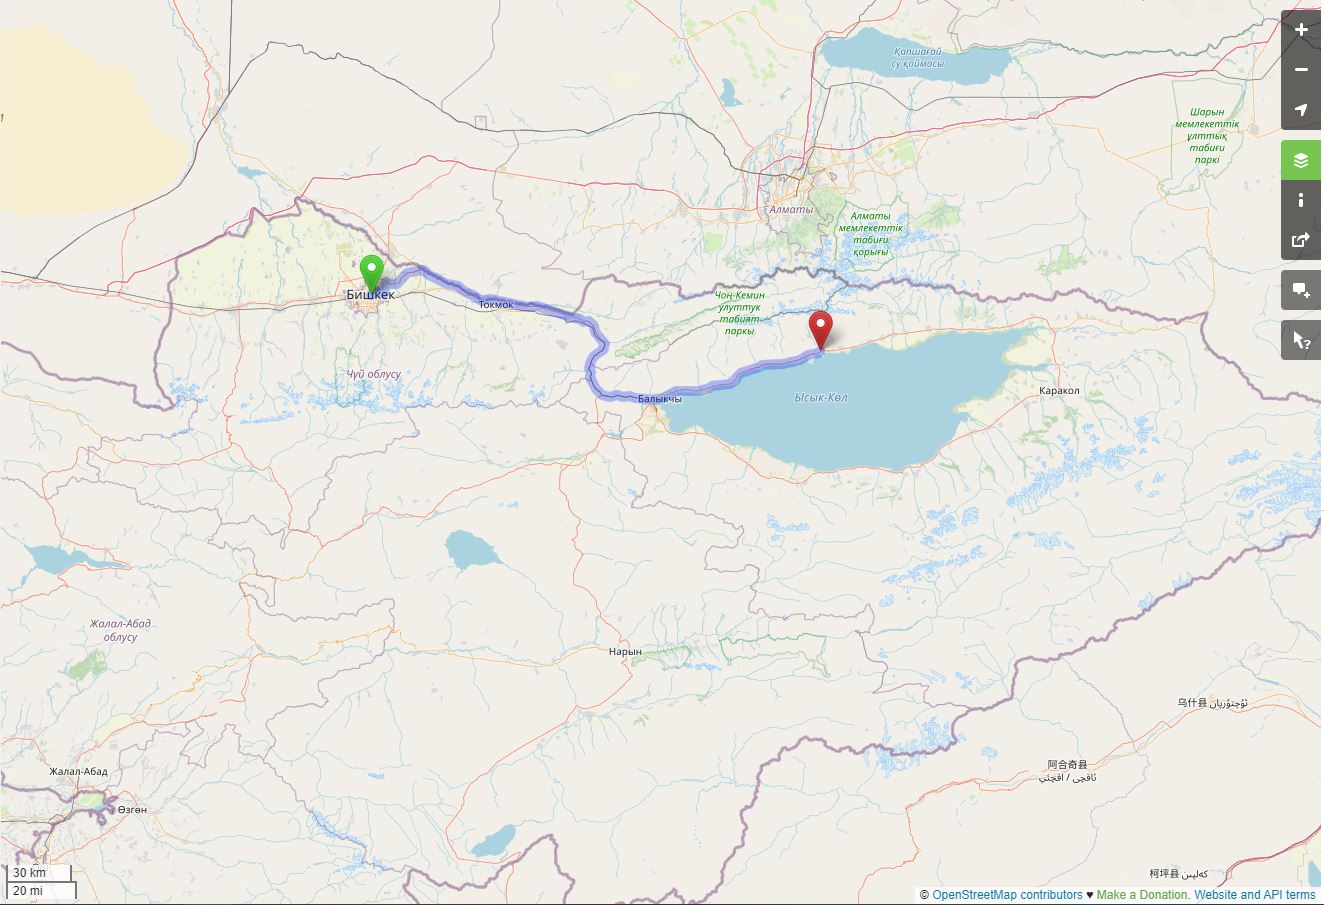 Қапшағай
су қоймасы
Шарын
мемлекеттік
ұлттық
табиғи
паркі
Алматы
Алматы
мемлекеттік
табиғи
қорығы
Бишкек
Токмок
Чоң-Кемин
улуттук
табият
паркы
Чүй облусу
Балыкчы
Ысык-Көл
Каракол
Жалал-Абад
облусу
Нарын
乌什县 ئۇچتۇرپان
阿合奇县
ئاقچى / اقچئي
Жалал-Абад
Өзгөн
柯坪县 كەلپىن
30 km
20 mi
© OpenStreetMap contributors ♥ Make a Donation. Website and API terms